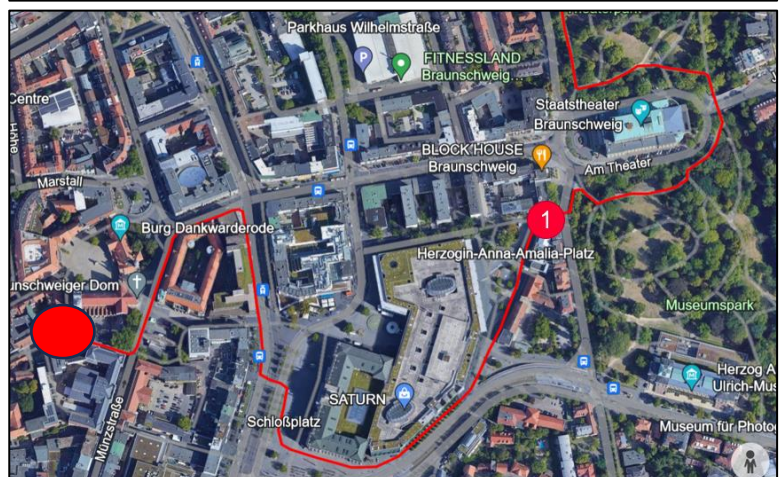 Parkhaus Wilhelmstraße
FITNESSLAND
Braunschweig...
Theaterpark
Centre
Staatstheater
Braunschweig
BLOCK HOUSE
Braunschweig
Am Theater
Marstall
Burg Dankwarderode
1
Herzogin-Anna-Amalia-Platz
unschweiger Dom
Museumspark
SATURN
Herzog A
Ulrich-Mus
Schloßplatz
Münzstraße
Museum für Photog